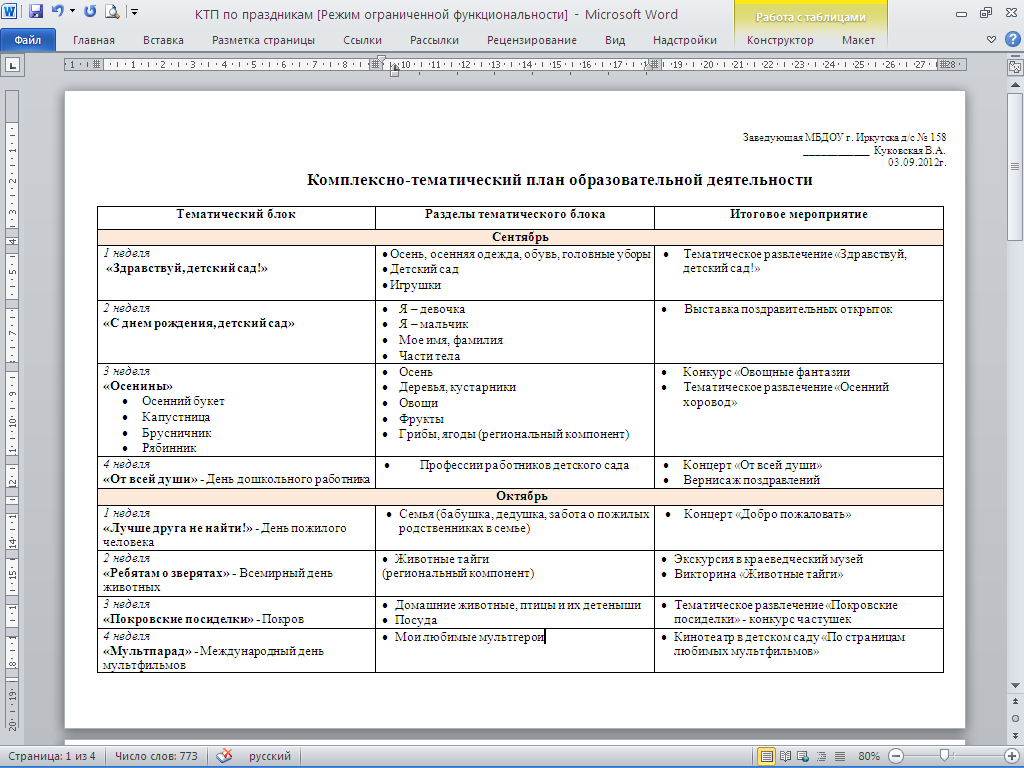 КТП по праздникам [Режим ограниченной функциональности] - Microsoft Word
Работа с таблицами
Файл Главная Вставка Разметка страницы Ссылки Рассылки Рецензирование Вид Надстройки Конструктор Макет
Заведующая МБДОУ г. Иркутска д/с № 158
____________ Куковская В.А.
03.09.2012г.
Комплексно-тематический план образовательной деятельности
Тематический блок Разделы тематического блока Итоговое мероприятие
Сентябрь
1 неделя
«Здравствуй, детский сад!»
• Осень, осенняя одежда, обувь, головные уборы
• Детский сад
• Игрушки
• Тематическое развлечение «Здравствуй,
детский сад!»
2 неделя
«С днем рождения, детский сад»
• Я – девочка
• Я – мальчик
• Мое имя, фамилия
• Части тела
• Выставка поздравительных открыток
3 неделя
«Осенины»
• Осенний букет
• Капустница
• Брусничник
• Рябинник
• Осень
• Деревья, кустарники
• Овощи
• Фрукты
• Грибы, ягоды (региональный компонент)
• Конкурс «Овощные фантазии
• Тематическое развлечение «Осенний
хоровод»
4 неделя
«От всей души» - День дошкольного работника
• Профессии работников детского сада
• Концерт «От всей души»
• Вернисаж поздравлений
Октябрь
1 неделя
«Лучше друга не найти!» - День пожилого
человека
• Семья (бабушка, дедушка, забота о пожилых
родственниках в семье)
• Концерт «Добро пожаловать»
2 неделя
«Ребятам о зверятах» - Всемирный день
животных
• Животные тайги
(региональный компонент)
• Экскурсия в краеведческий музей
• Викторина «Животные тайги»
3 неделя
«Покровские посиделки» - Покров
• Домашние животные, птицы и их детеныши
• Посуда
• Тематическое развлечение «Покровские
посиделки» - конкурс частушек
4 неделя
«Мультпарад» - Международный день
мультфильмов
• Мои любимые мультгерои
• Кинотеатр в детском саду «По страницам
любимых мультфильмов»
Страница: 1 из 4 Число слов: 773 русский 80%